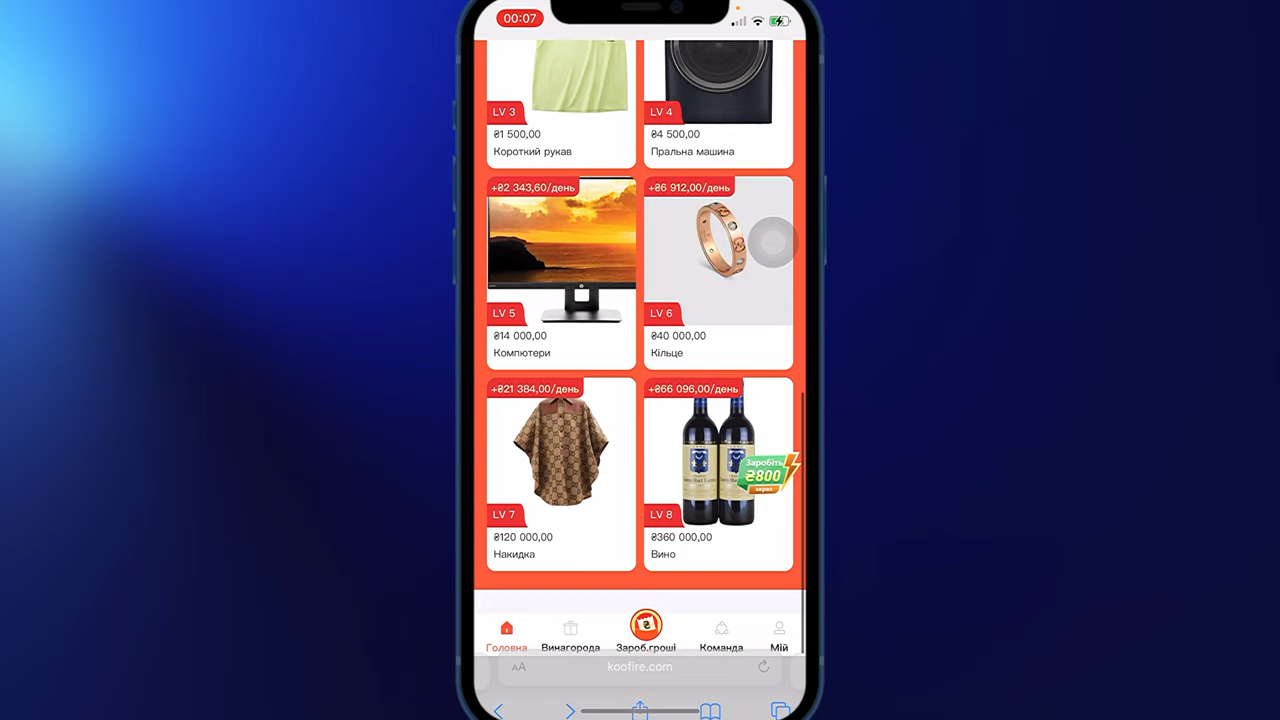 00:07
LV 3
LV 4
₴1 500,00
₴4 500,00
Короткий рукав
Пральна машина
+₴2 343,60/день
+₴6 912,00/день
LV 5
LV 6
₴14 000,00
₴40 000,00
Компютери
Кільце
+₴21 384,00/день
+₴66 096,00/день
Заробіть
₴800
зараз
LV 7
LV 8
₴120 000,00
₴360 000,00
Накидка
Вино
Головна
Винагорода
Зароб.гроші
Команда
Мій
AA
koofire.com